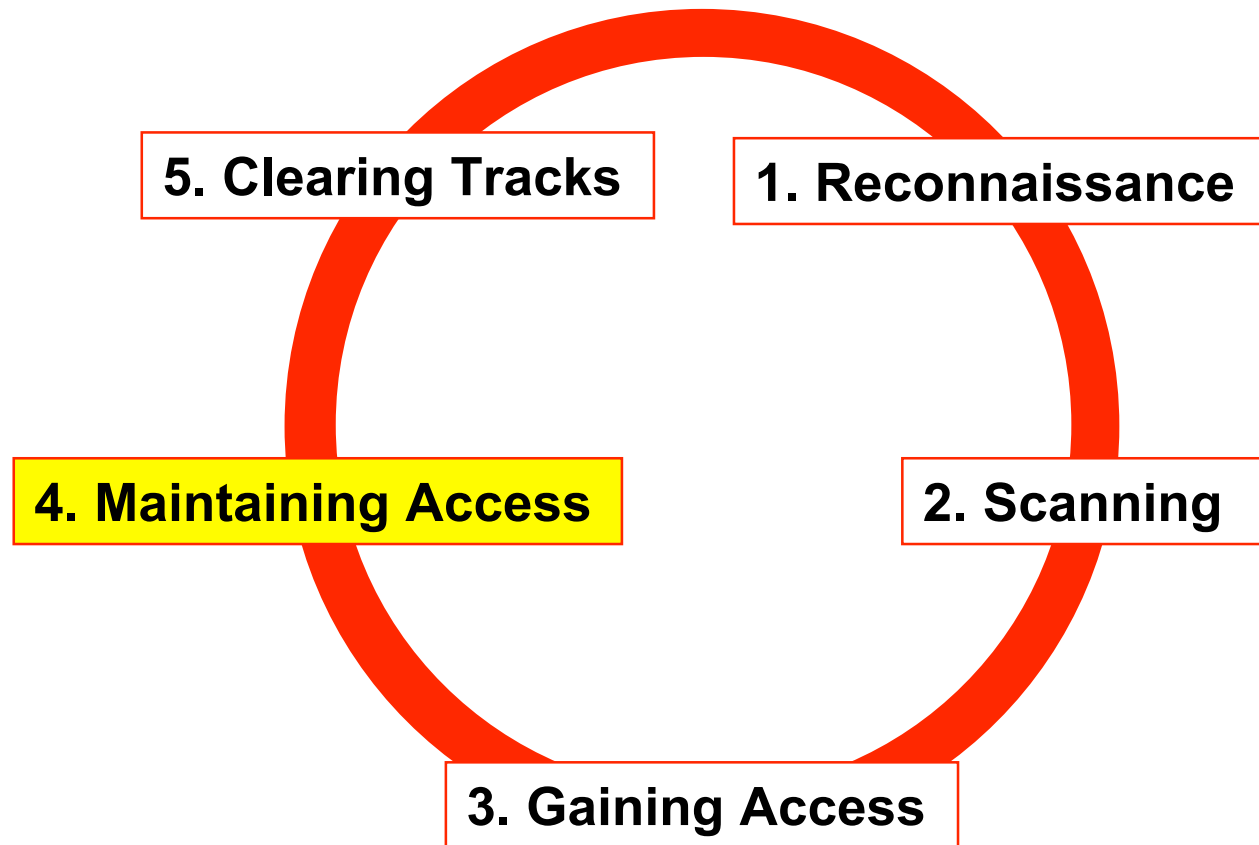 1. Reconnaissance
2. Scanning
3. Gaining Access
4. Maintaining Access
5. Clearing Tracks